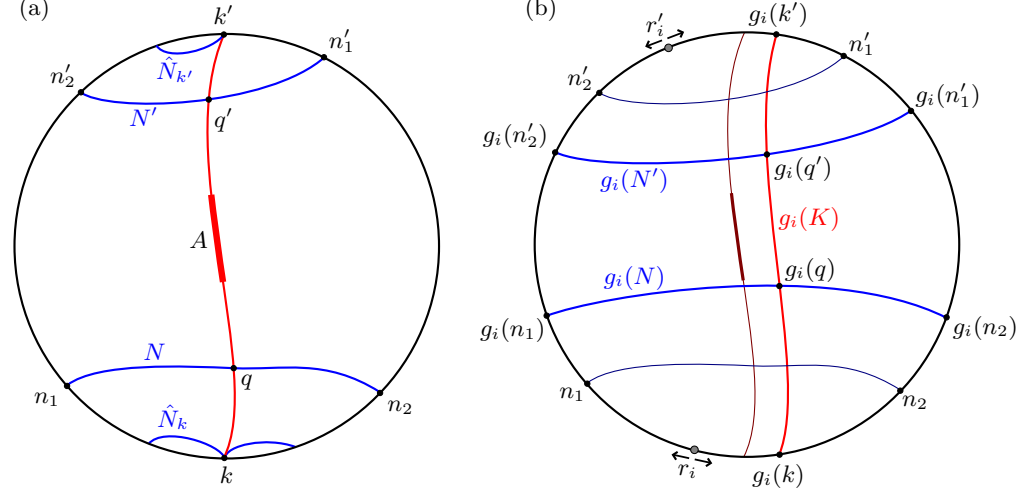 (a)
k′
n′₁
n′₂
N̂ₖ′
N′
q′
A
N
q
n₁
n₂
N̂ₖ
k
(b)
r′ᵢ
gᵢ(k′)
n′₁
n′₂
gᵢ(n′₁)
gᵢ(n′₂)
gᵢ(N′)
gᵢ(q′)
gᵢ(K)
gᵢ(N)
gᵢ(q)
gᵢ(n₁)
gᵢ(n₂)
n₁
n₂
rᵢ
gᵢ(k)